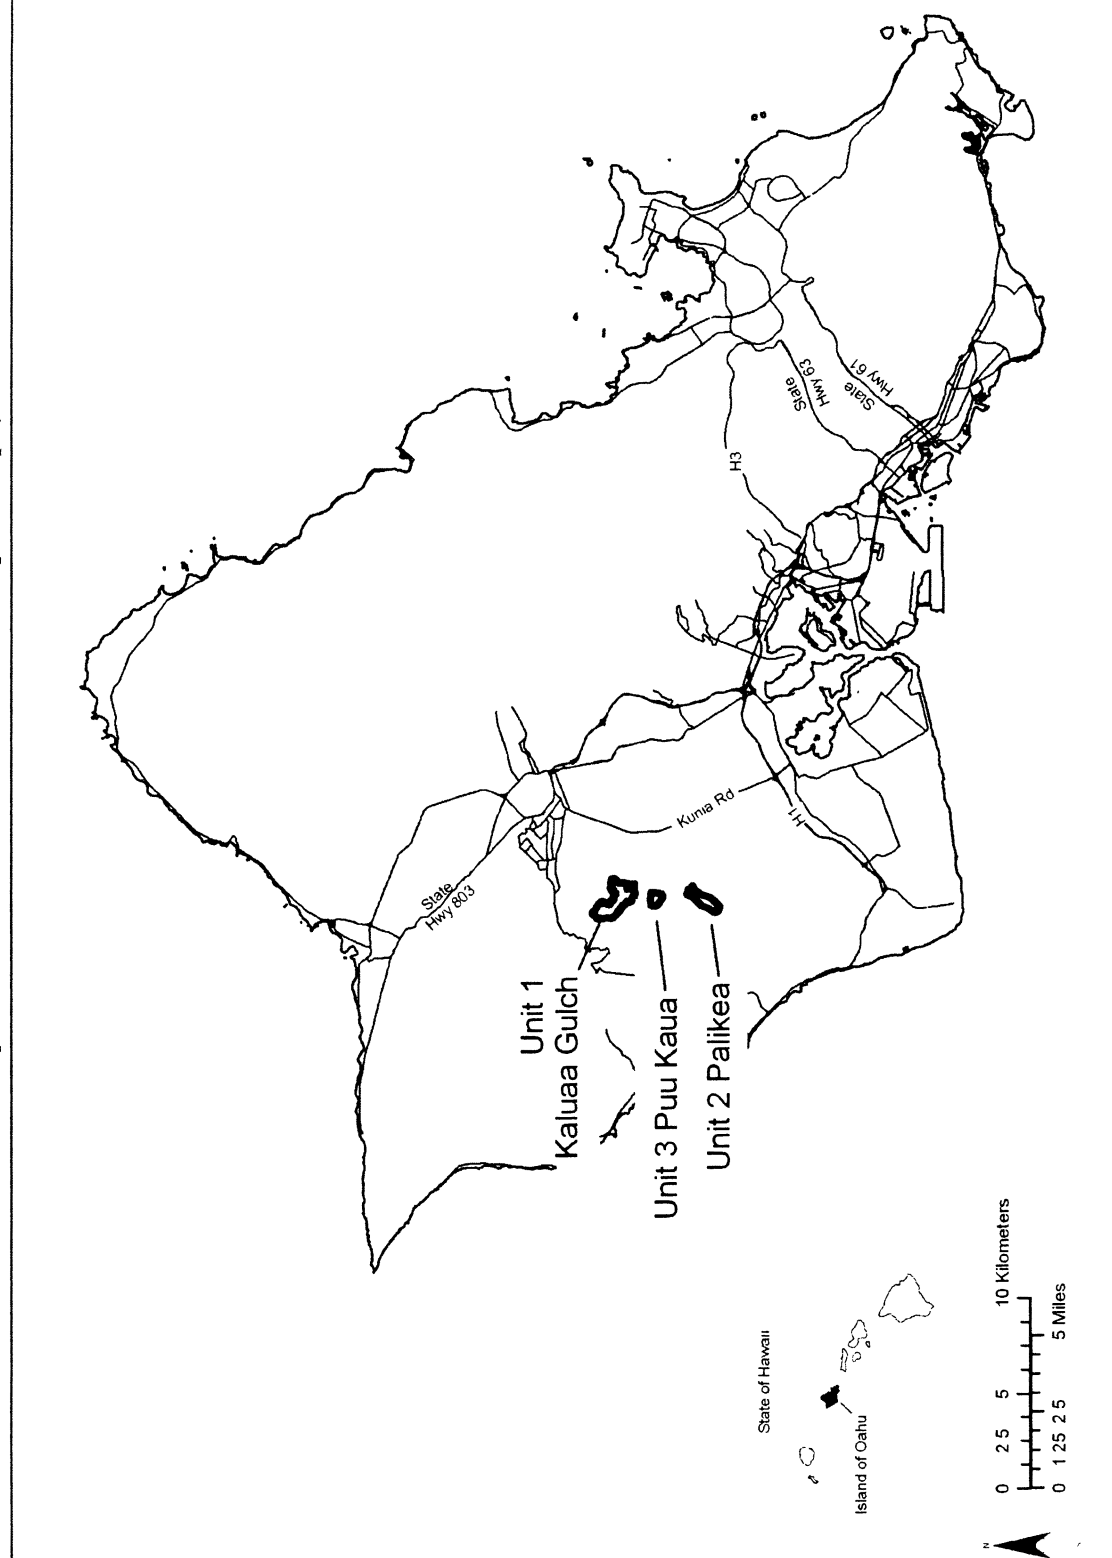 H3
State
Hwy 63
State
Hwy 61
Kunia Rd
H1
State
Hwy 803
Unit 1
Kaluaa Gulch
Unit 3 Puu Kaua
Unit 2 Palikea
State of Hawaii
Island of Oahu
0 2 5 5 10 Kilometers
0 1 25 2 5 5 Miles
N